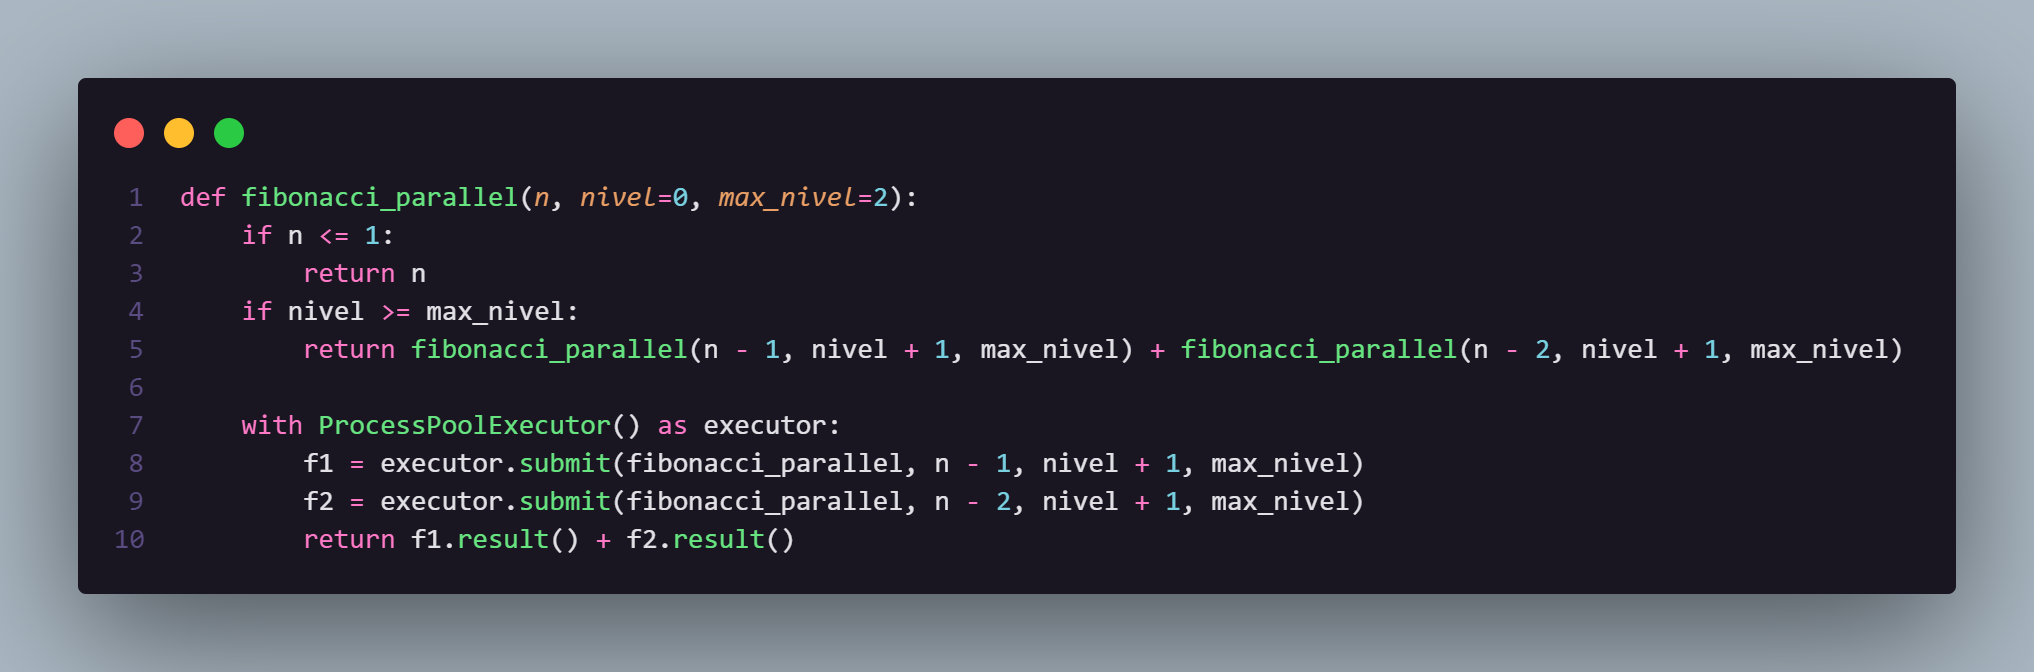 1 def fibonacci_parallel(n, nivel=0, max_nivel=2):
2     if n <= 1:
3         return n
4     if nivel >= max_nivel:
5         return fibonacci_parallel(n - 1, nivel + 1, max_nivel) + fibonacci_parallel(n - 2, nivel + 1, max_nivel)
6
7     with ProcessPoolExecutor() as executor:
8         f1 = executor.submit(fibonacci_parallel, n - 1, nivel + 1, max_nivel)
9         f2 = executor.submit(fibonacci_parallel, n - 2, nivel + 1, max_nivel)
10         return f1.result() + f2.result()